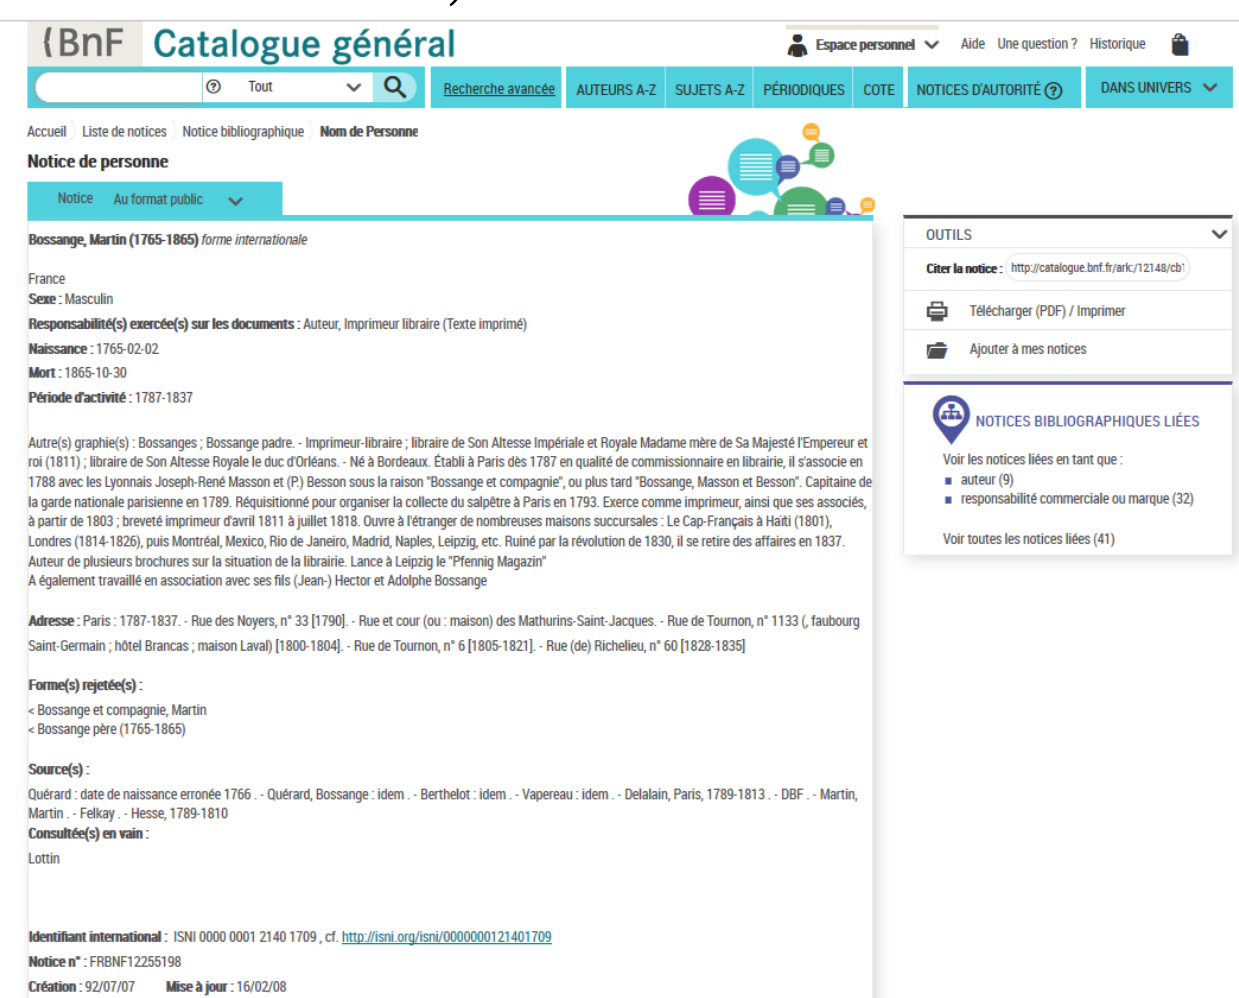 {BnF Catalogue général
Espace personnel Aide Une question ? Historique
? Tout Recherche avancée AUTEURS A-Z SUJETS A-Z PÉRIODIQUES COTE NOTICES D'AUTORITÉ ? DANS UNIVERS
Accueil Liste de notices Notice bibliographique Nom de Personne
Notice de personne
Notice Au format public
Bossange, Martin (1765-1865) forme internationale
France
Sexe : Masculin
Responsabilité(s) exercée(s) sur les documents : Auteur, Imprimeur libraire (Texte imprimé)
Naissance : 1765-02-02
Mort : 1865-10-30
Période d'activité : 1787-1837
Autre(s) graphie(s) : Bossanges ; Bossange padre. - Imprimeur-libraire ; libraire de Son Altesse Impériale et Royale Madame mère de Sa Majesté l'Empereur et
roi (1811) ; libraire de Son Altesse Royale le duc d'Orléans. - Né à Bordeaux. Établi à Paris dès 1787 en qualité de commissionnaire en librairie, il s'associe en
1788 avec les Lyonnais Joseph-René Masson et (P.) Besson sous la raison "Bossange et compagnie", ou plus tard "Bossange, Masson et Besson". Capitaine de
la garde nationale parisienne en 1789. Réquisitionné pour organiser la collecte du salpêtre à Paris en 1793. Exerce comme imprimeur, ainsi que ses associés,
à partir de 1803 ; breveté imprimeur d'avril 1811 à juillet 1818. Ouvre à l'étranger de nombreuses maisons succursales : Le Cap-Français à Haïti (1801),
Londres (1814-1826), puis Montréal, Mexico, Rio de Janeiro, Madrid, Naples, Leipzig, etc. Ruiné par la révolution de 1830, il se retire des affaires en 1837.
Auteur de plusieurs brochures sur la situation de la librairie. Lance à Leipzig le "Pfennig Magazin"
A également travaillé en association avec ses fils (Jean-) Hector et Adolphe Bossange
Adresse : Paris : 1787-1837. - Rue des Noyers, n° 33 [1790]. - Rue et cour (ou : maison) des Mathurins-Saint-Jacques. - Rue de Tournon, n° 1133 (, faubourg
Saint-Germain ; hôtel Brancas ; maison Laval) [1800-1804]. - Rue de Tournon, n° 6 [1805-1821]. - Rue (de) Richelieu, n° 60 [1828-1835]
Forme(s) rejetée(s) :
< Bossange et compagnie, Martin
< Bossange père (1765-1865)
Source(s) :
Quérard : date de naissance erronée 1766 . - Quérard, Bossange : idem . - Berthelot : idem . - Vapereau : idem . - Delalain, Paris, 1789-1813 . - DBF . - Martin,
Martin . - Felkay . - Hesse, 1789-1810
Consultée(s) en vain :
Lottin
Identifiant international : ISNI 0000 0001 2140 1709 , cf. http://isni.org/isni/0000000121401709
Notice n° : FRBNF12255198
Création : 92/07/07 Mise à jour : 16/02/08
OUTILS
Citer la notice : http://catalogue.bnf.fr/ark:/12148/cb1
Télécharger (PDF) / Imprimer
Ajouter à mes notices
NOTICES BIBLIOGRAPHIQUES LIÉES
Voir les notices liées en tant que :
auteur (9)
responsabilité commerciale ou marque (32)
Voir toutes les notices liées (41)